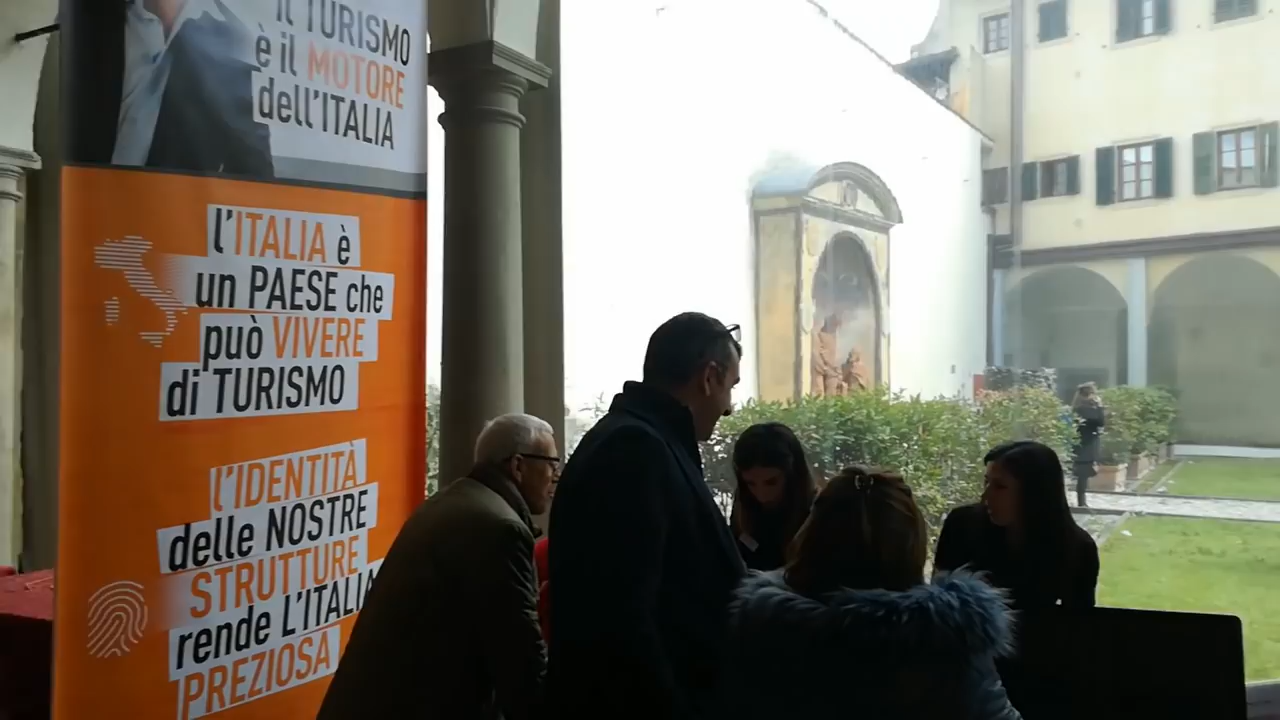 il TURISMO
è il MOTORE
dell'ITALIA
l'ITALIA è
un PAESE che
può VIVERE
di TURISMO
l'IDENTITÀ
delle NOSTRE
STRUTTURE
rende L'ITALIA
PREZIOSA